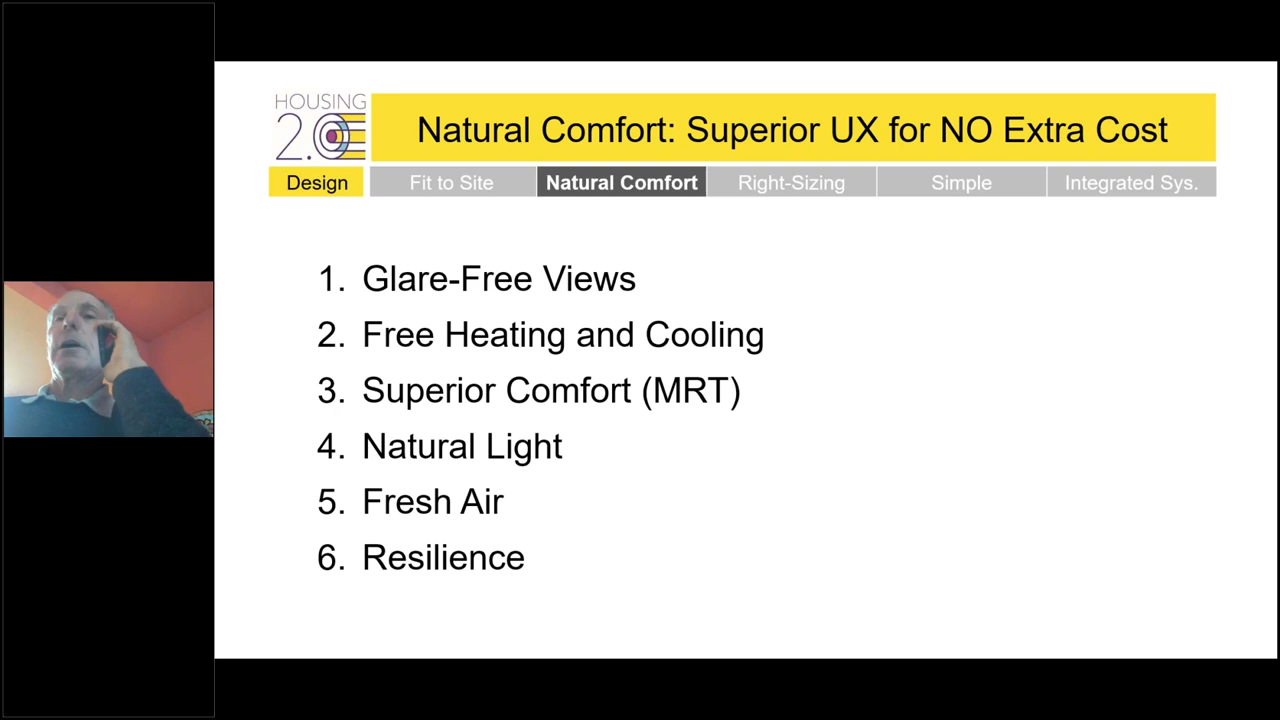 HOUSING
2.0
Natural Comfort: Superior UX for NO Extra Cost
Design
Fit to Site
Natural Comfort
Right-Sizing
Simple
Integrated Sys.
1. Glare-Free Views
2. Free Heating and Cooling
3. Superior Comfort (MRT)
4. Natural Light
5. Fresh Air
6. Resilience